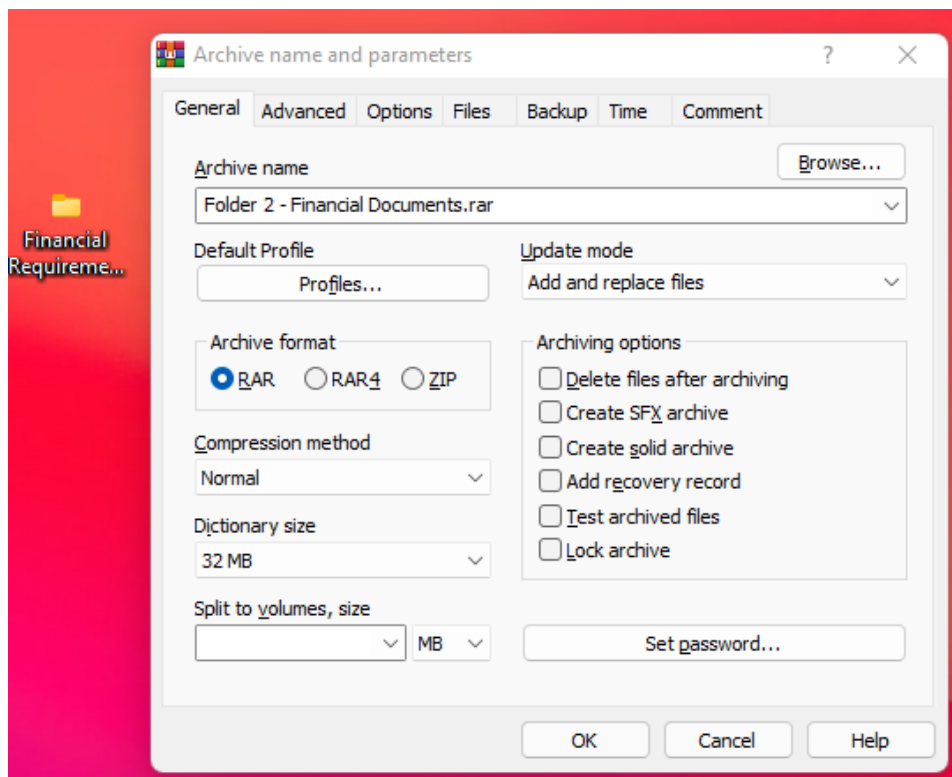 Archive name and parameters
?
General Advanced Options Files Backup Time Comment
Archive name
Browse...
Folder 2 - Financial Documents.rar
Financial
Requireme...
Default Profile
Profiles...
Update mode
Add and replace files
Archive format
RAR RAR4 ZIP
Archiving options
Delete files after archiving
Create SFX archive
Create solid archive
Add recovery record
Test archived files
Lock archive
Compression method
Normal
Dictionary size
32 MB
Split to volumes, size
MB
Set password...
OK Cancel Help